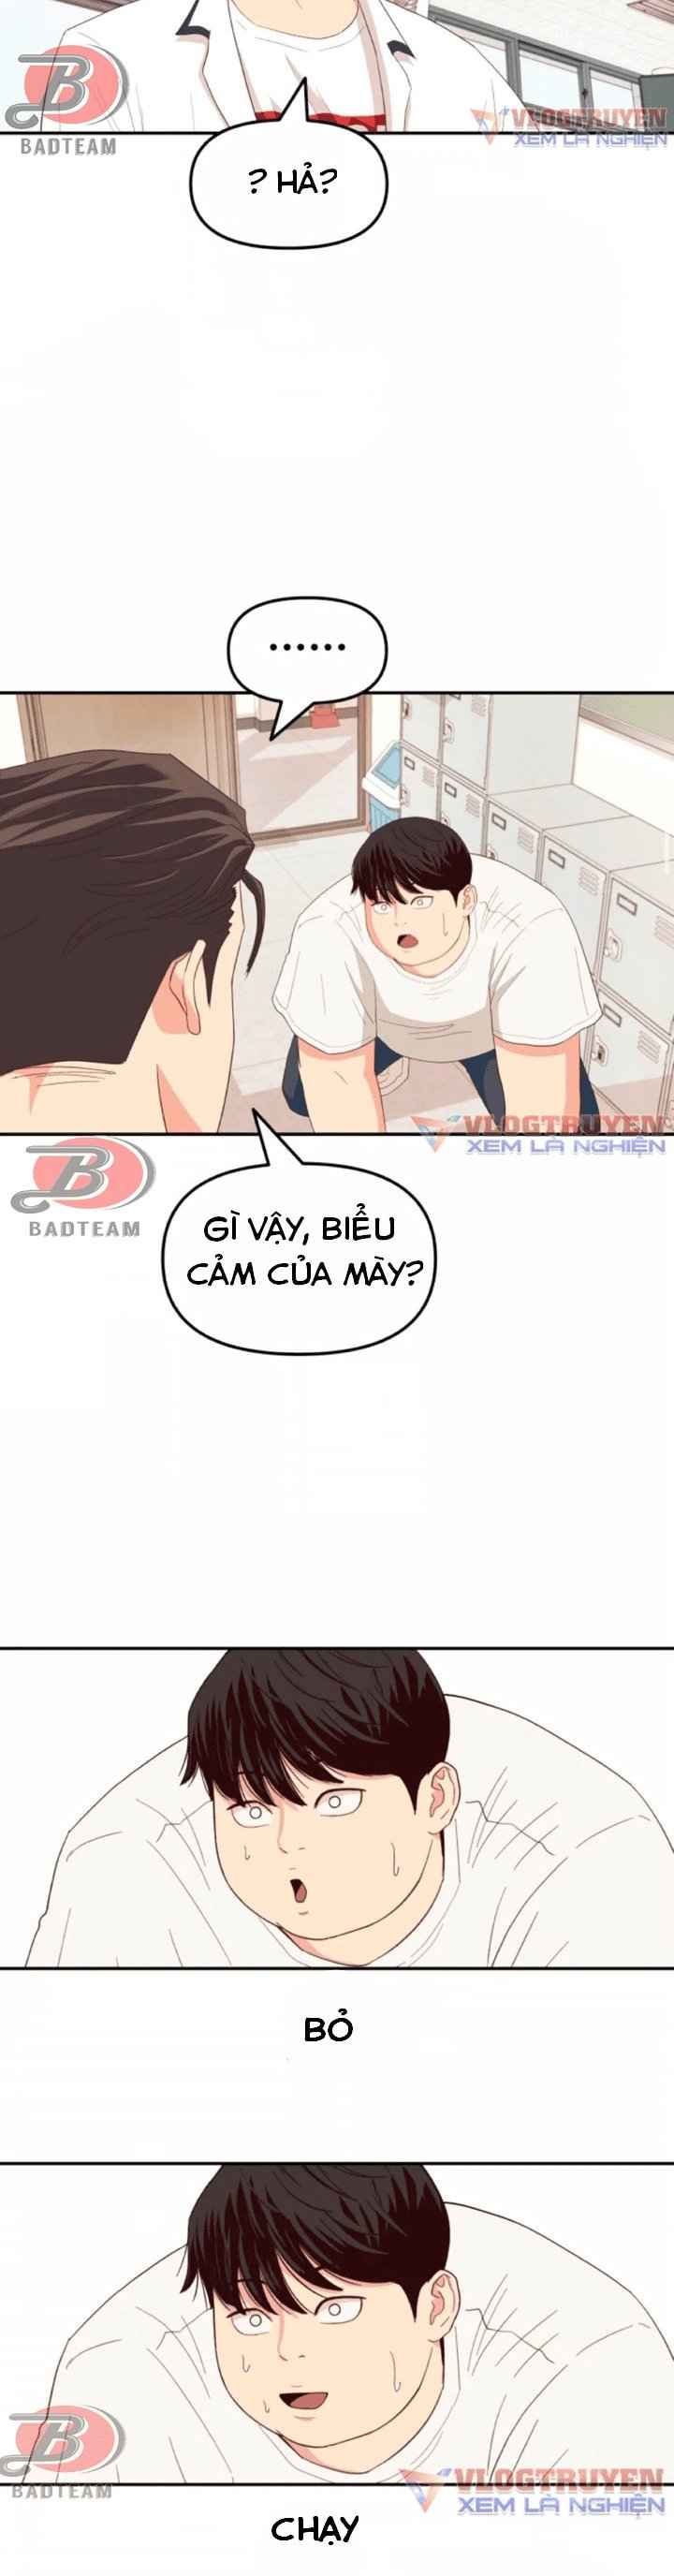 BADTEAM
VLOGTRUYEN
XEM LÀ NGHIỆN
? HẢ?
......
VLOGTRUYEN
XEM LÀ NGHIỆN
BADTEAM
GÌ VẬY, BIỂU
CẢM CỦA MÀY?
BỎ
BADTEAM
VLOGTRUYEN
XEM LÀ NGHIỆN
CHẠY